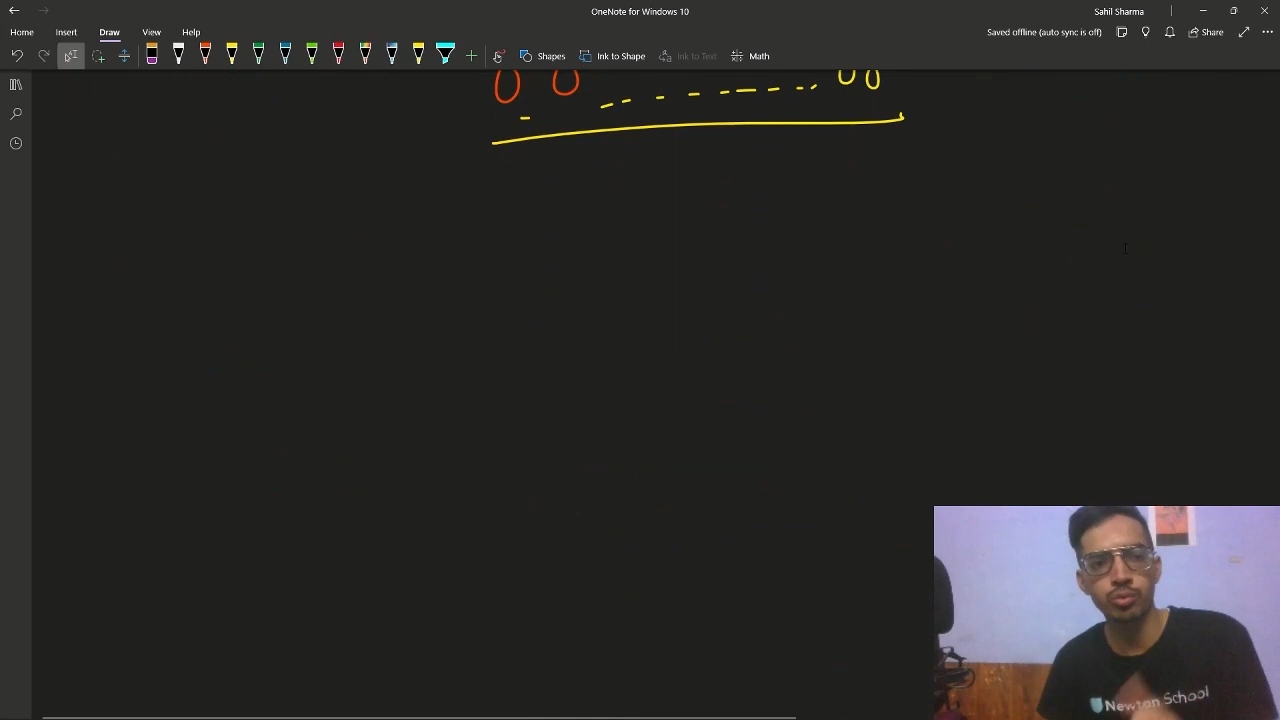 OneNote for Windows 10
Sahil Sharma
Home Insert Draw View Help
Saved offline (auto sync is off) Share
Shapes Ink to Shape Ink to Text Math
0 0 - - - - - - - - 0 0
Newton School